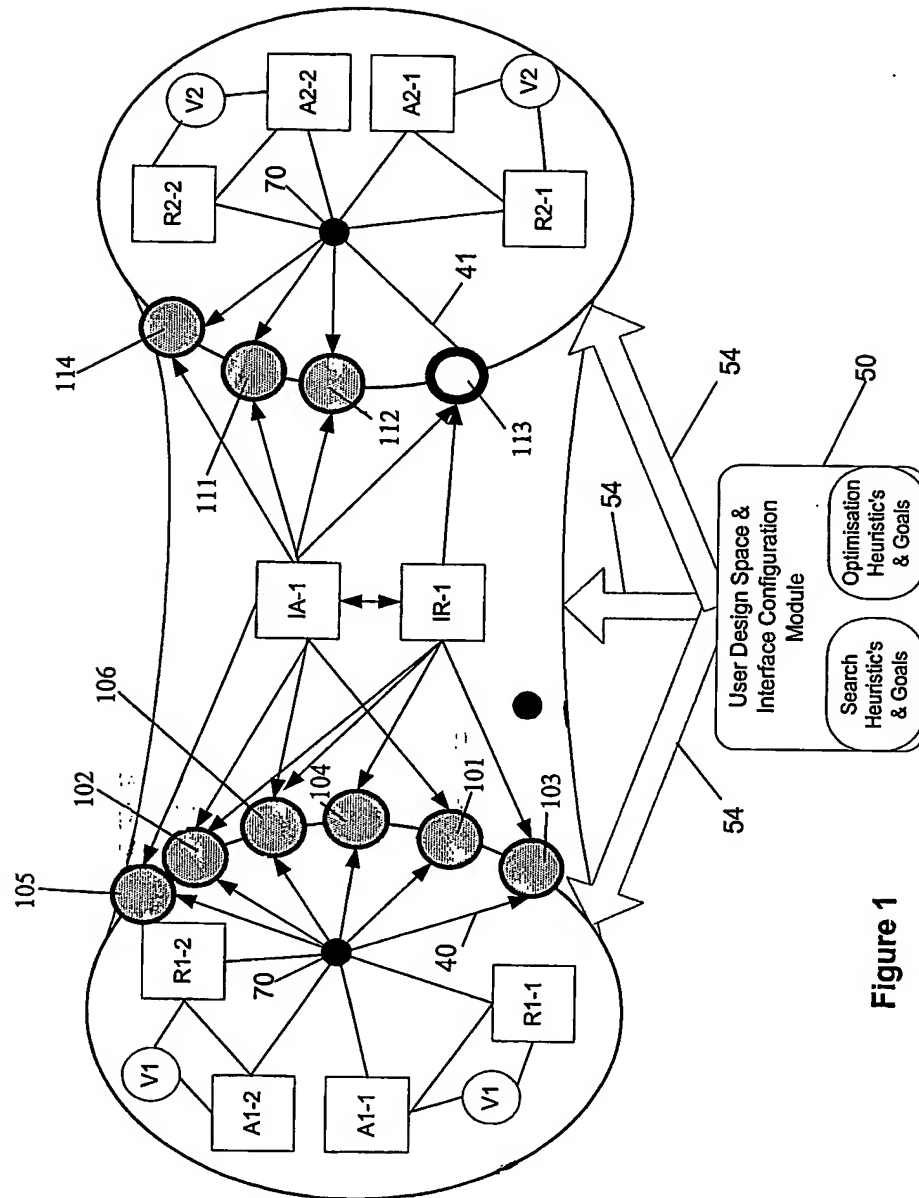 114
111
112
113
70
41
V2
R2-2
A2-2
A2-1
V2
R2-1
IA-1
IR-1
105
102
106
104
101
103
70
40
R1-2
V1
A1-2
A1-1
V1
R1-1
54
54
54
50
User Design Space &
Interface Configuration
Module
Search
Heuristic's
& Goals
Optimisation
Heuristic's
& Goals
Figure 1